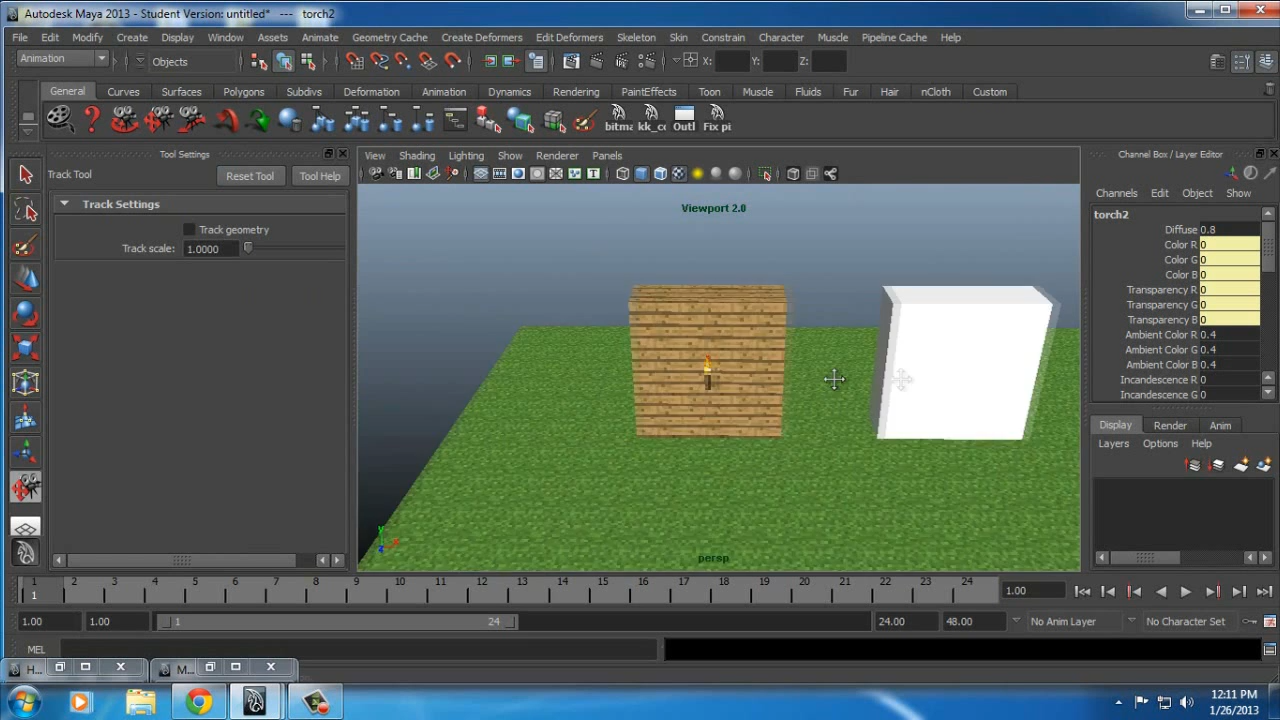 Autodesk Maya 2013 - Student Version: untitled* --- torch2
File Edit Modify Create Display Window Assets Animate Geometry Cache Create Deformers Edit Deformers Skeleton Skin Constrain Character Muscle Pipeline Cache Help
Animation Objects X: Y: Z:
General Curves Surfaces Polygons Subdivs Deformation Animation Dynamics Rendering PaintEffects Toon Muscle Fluids Fur Hair nCloth Custom
bitma kk_cc Outl Fix pi
Tool Settings
Track Tool Reset Tool Tool Help
Track Settings
Track geometry
Track scale: 1.0000
View Shading Lighting Show Renderer Panels
Viewport 2.0
persp
y
x
z
Channel Box / Layer Editor
Channels Edit Object Show
torch2
Diffuse 0.8
Color R 0
Color G 0
Color B 0
Transparency R 0
Transparency G 0
Transparency B 0
Ambient Color R 0.4
Ambient Color G 0.4
Ambient Color B 0.4
Incandescence R 0
Incandescence G 0
Display Render Anim
Layers Options Help
1 2 3 4 5 6 7 8 9 10 11 12 13 14 15 16 17 18 19 20 21 22 23 24
1 1.00
1.00 1.00 1 24 24.00 48.00 No Anim Layer No Character Set
MEL
H... M...
12:11 PM
1/26/2013